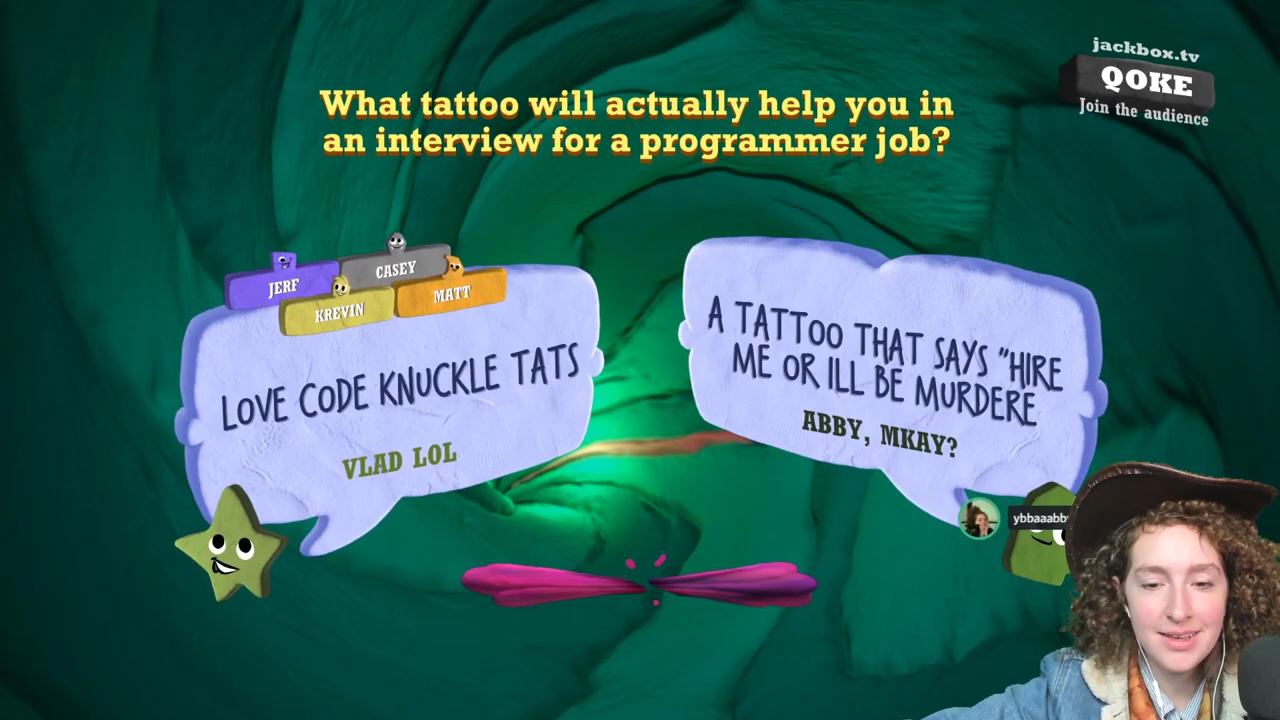 jackbox.tv
QOKE
Join the audience
What tattoo will actually help you in
an interview for a programmer job?
JERF
CASEY
KREVIN
MATT
LOVE CODE KNUCKLE TATS
VLAD LOL
A TATTOO THAT SAYS "HIRE
ME OR ILL BE MURDERE
ABBY, MKAY?
ybbaaabb